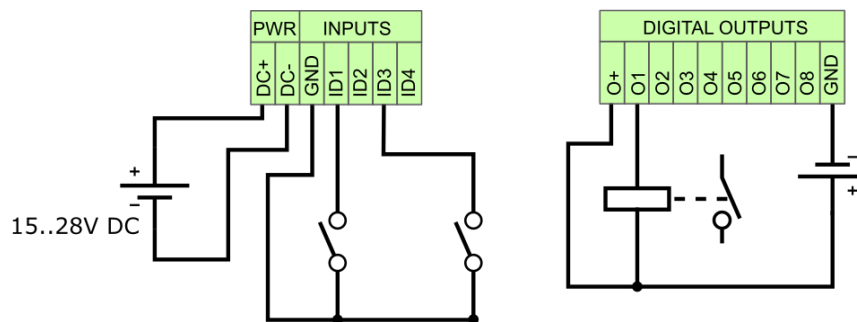 PWR INPUTS
DC+ DC- GND ID1 ID2 ID3 ID4
+
–
15..28V DC
DIGITAL OUTPUTS
O+ O1 O2 O3 O4 O5 O6 O7 O8 GND
–
+